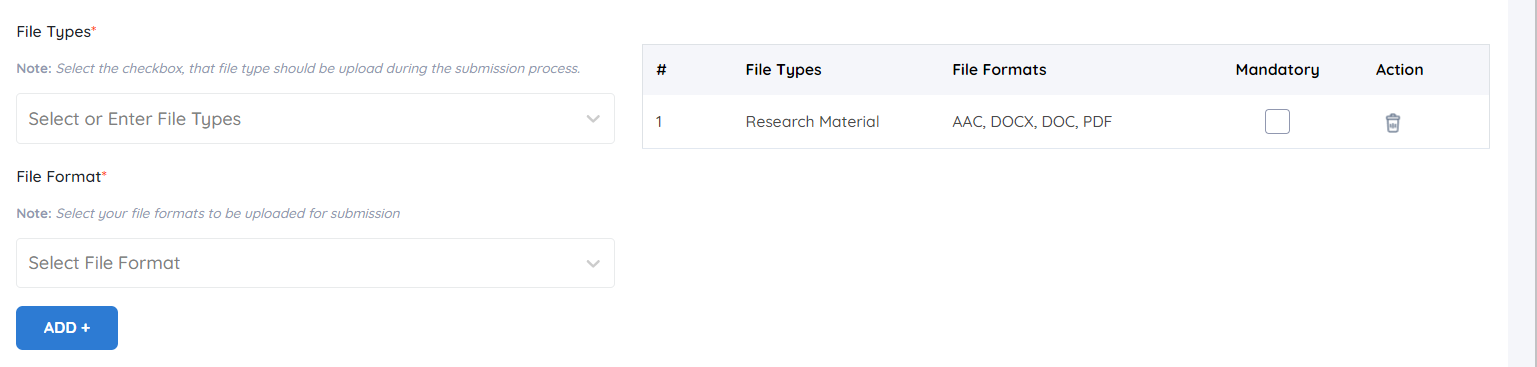 File Types*
Note: Select the checkbox, that file type should be upload during the submission process.
Select or Enter File Types
File Format*
Note: Select your file formats to be uploaded for submission
Select File Format
ADD +
# File Types File Formats Mandatory Action
1 Research Material AAC, DOCX, DOC, PDF